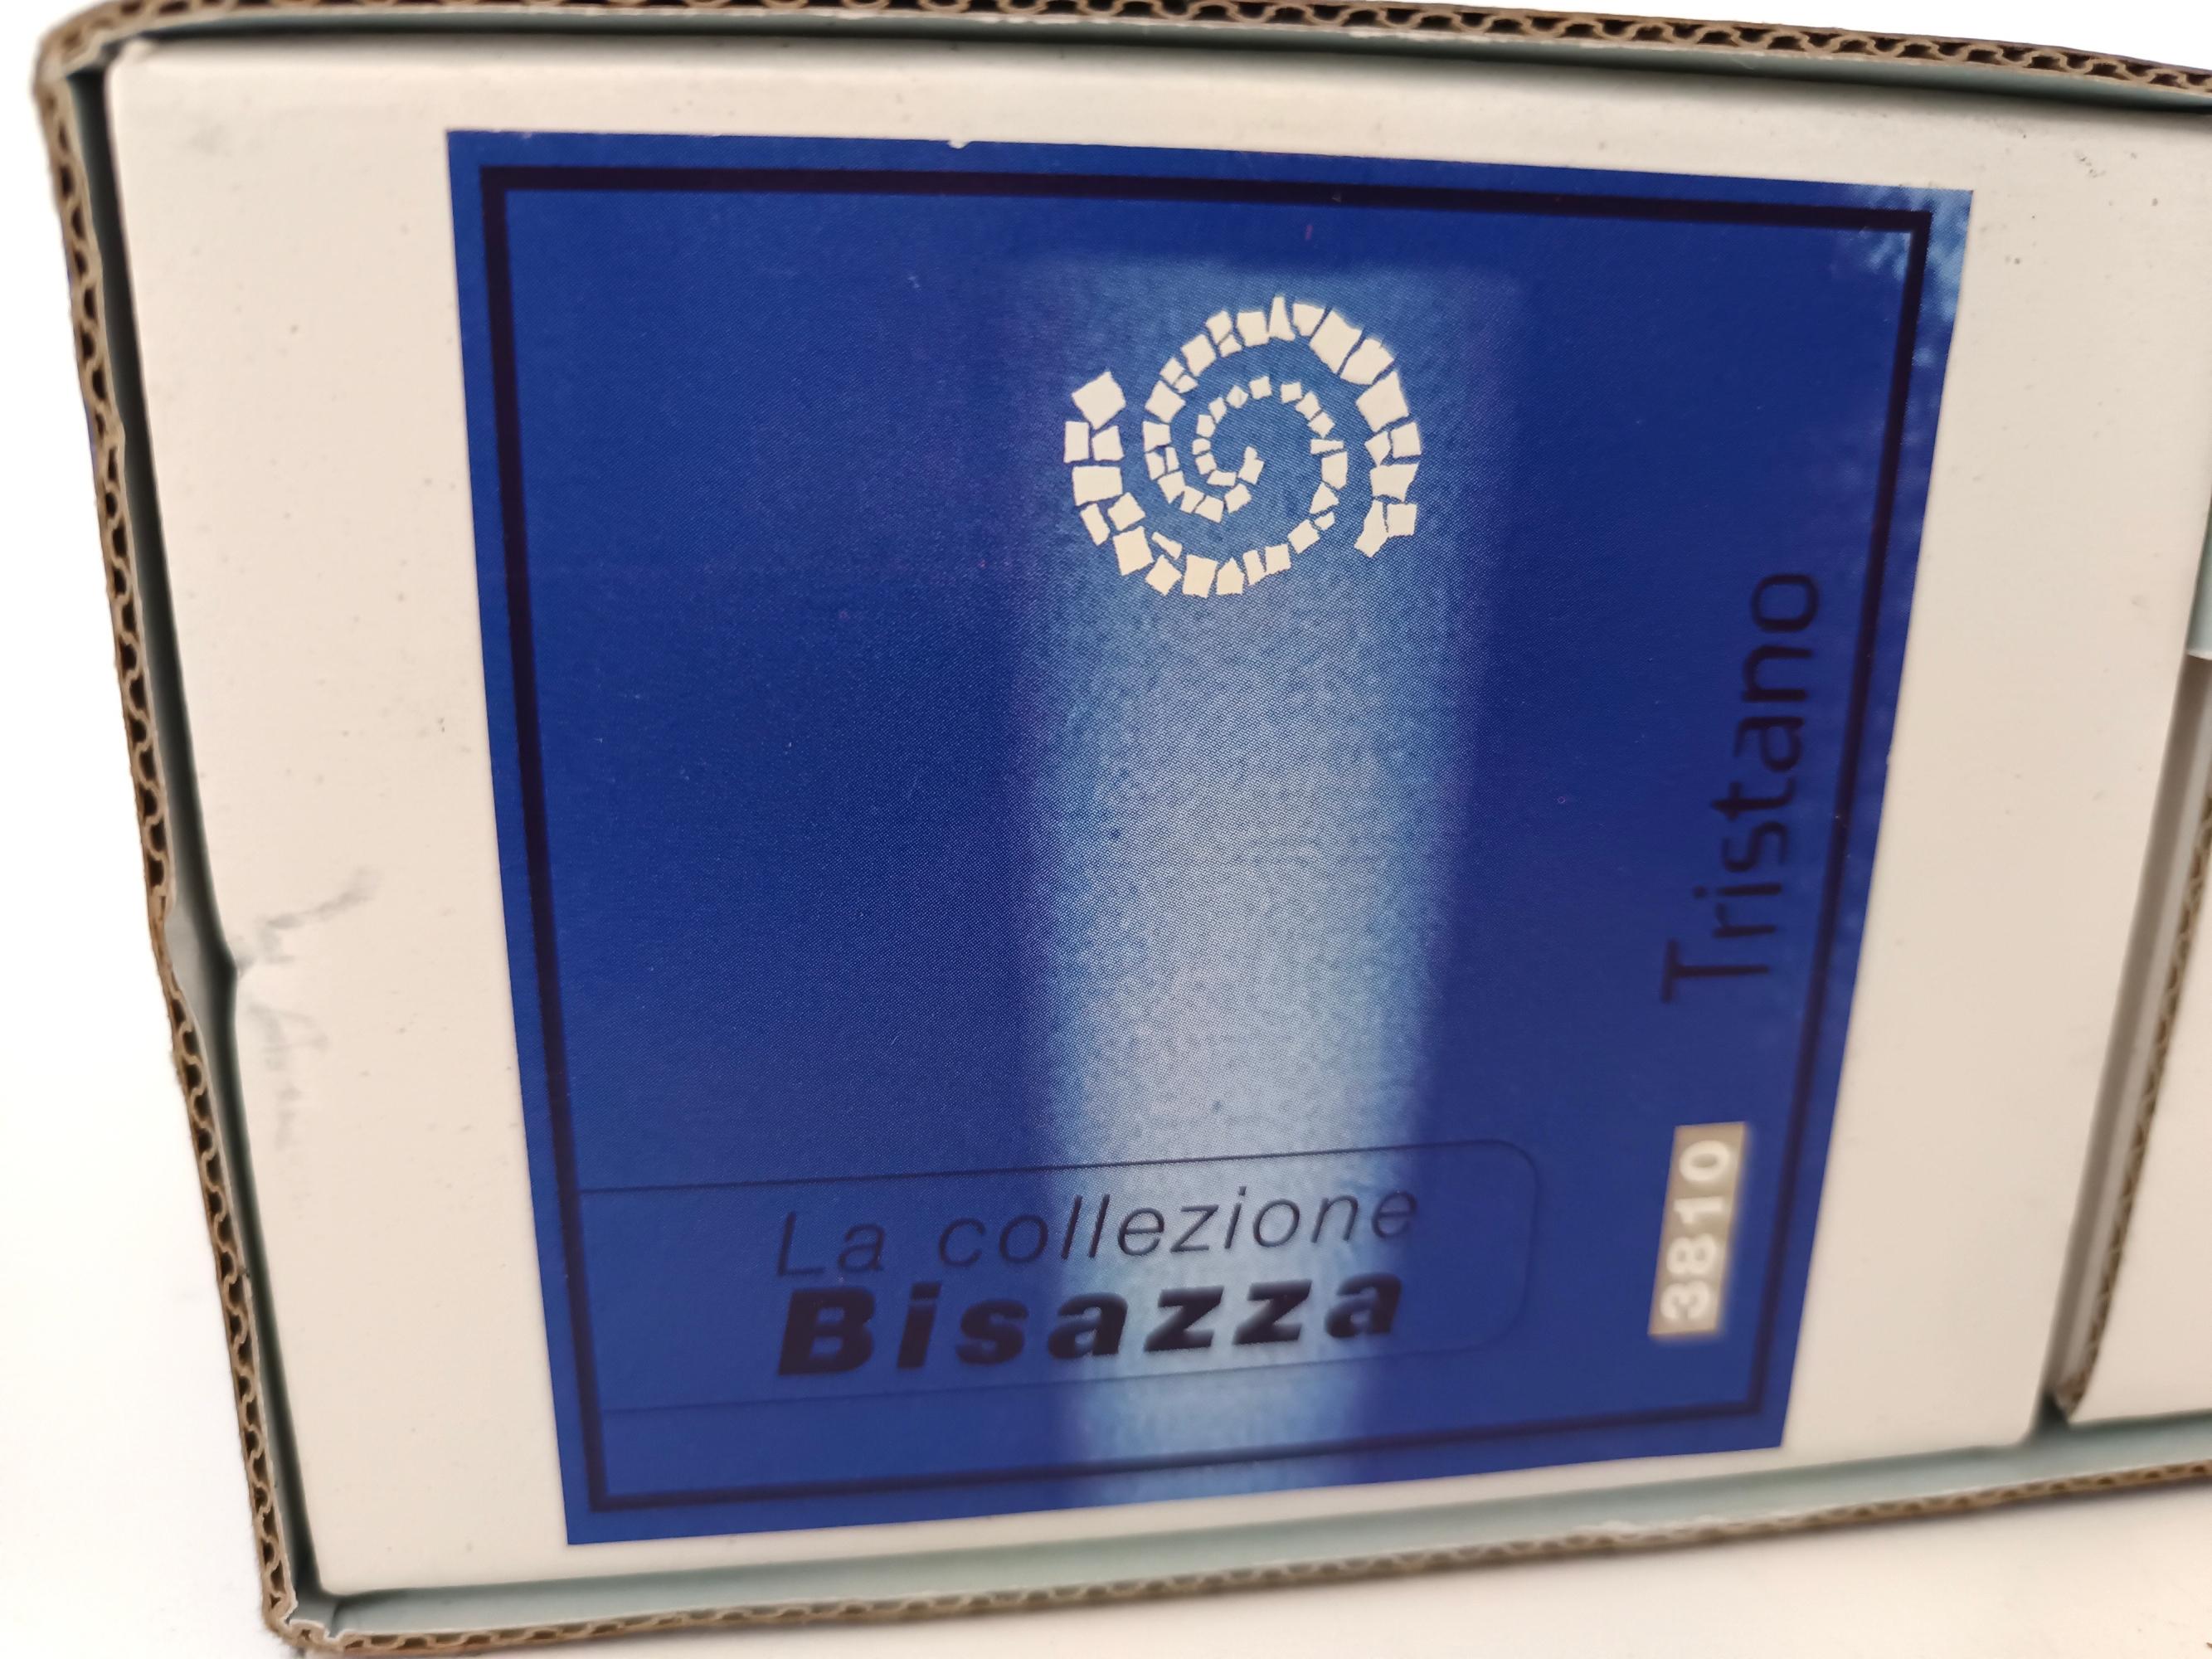 La collezione
Bisazza
Tristano
3810